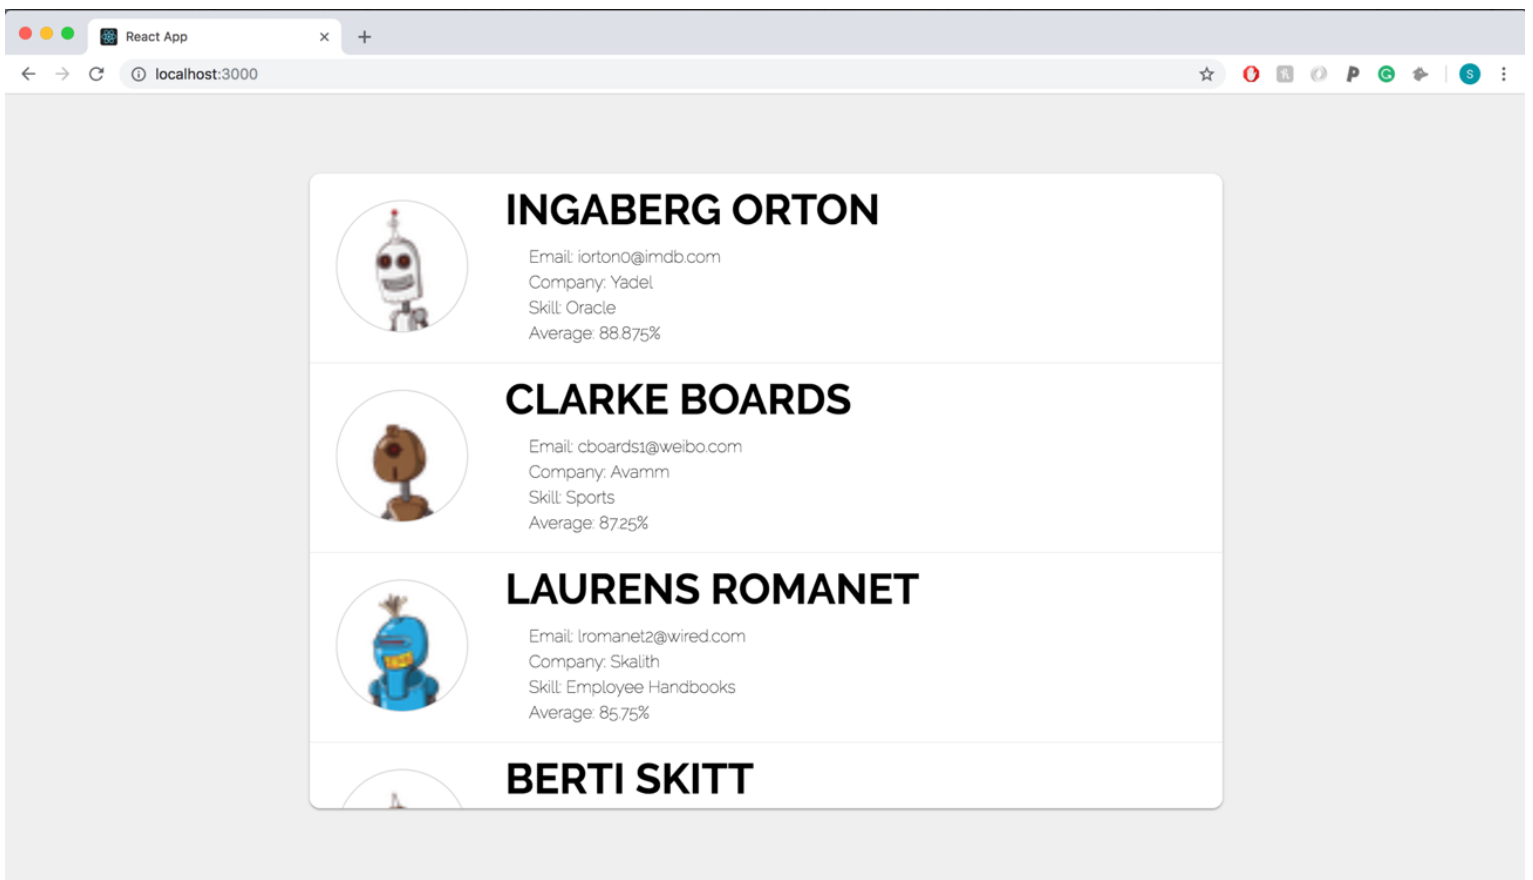 React App
localhost:3000
S
INGABERG ORTON
Email: iorton0@imdb.com
Company: Yadel
Skill: Oracle
Average: 88.875%
CLARKE BOARDS
Email: cboards1@weibo.com
Company: Avamm
Skill: Sports
Average: 87.25%
LAURENS ROMANET
Email: lromanet2@wired.com
Company: Skalith
Skill: Employee Handbooks
Average: 85.75%
BERTI SKITT